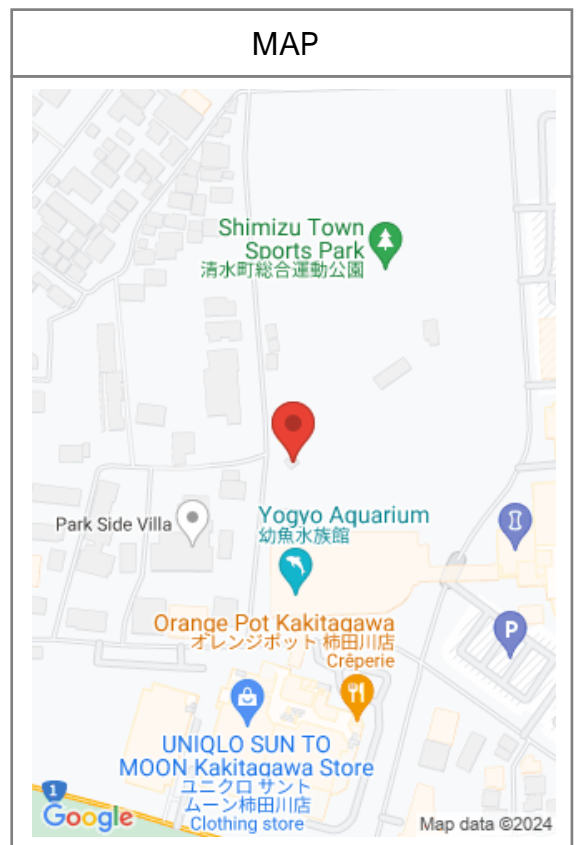 MAP
Shimizu Town
Sports Park
清水町総合運動公園
Park Side Villa
Yogyo Aquarium
幼魚水族館
Orange Pot Kakitagawa
オレンジポット 柿田川店
Crêperie
P
UNIQLO SUN TO
MOON Kakitagawa Store
ユニクロ サント
ムーン柿田川店
Clothing store
1
Google
Map data ©2024